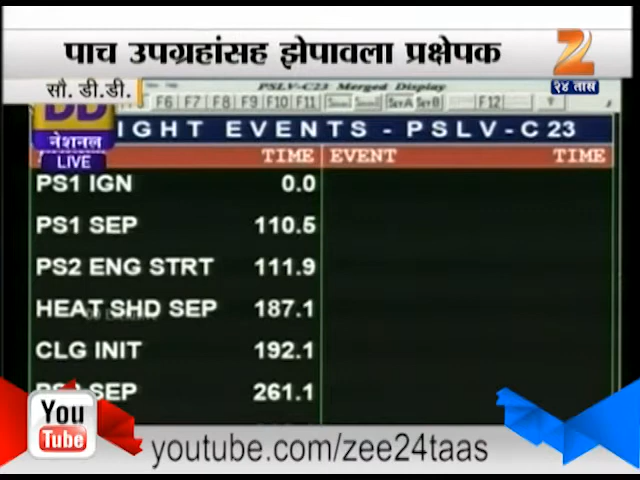 पाच उपग्रहांसह झेपावला प्रक्षेपक
२४ तास
सौ. डी.डी.
PSLV-C23 Merged Display
F6 F7 F8 F9 F10 F11 F12
DD
नेशनल
LIVE
IGHT EVENTS - PSLV-C23
TIME EVENT TIME
PS1 IGN 0.0
PS1 SEP 110.5
PS2 ENG STRT 111.9
HEAT SHD SEP 187.1
CLG INIT 192.1
SEP 261.1
You
Tube
youtube.com/zee24taas